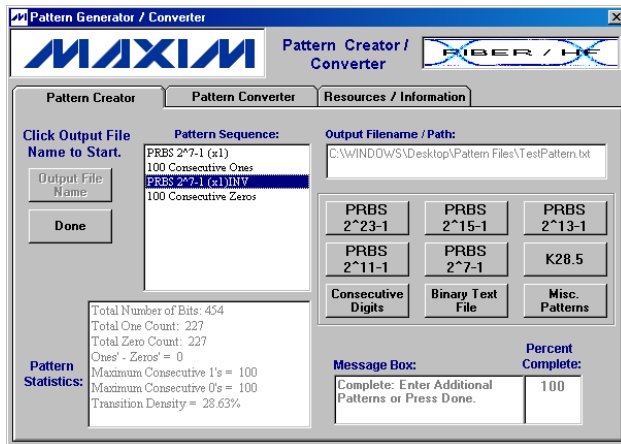 Pattern Generator / Converter
MAXIM
Pattern Creator /
Converter
FIBER / HF
Pattern Creator
Pattern Converter
Resources / Information
Click Output File
Name to Start.
Output File
Name
Done
Pattern Sequence:
PRBS 2^7-1 (x1)
100 Consecutive Ones
PRBS 2^7-1 (x1)INV
100 Consecutive Zeros
Output Filename / Path:
C:\WINDOWS\Desktop\Pattern Files\TestPattern.txt
PRBS
2^23-1
PRBS
2^15-1
PRBS
2^13-1
PRBS
2^11-1
PRBS
2^7-1
K28.5
Consecutive
Digits
Binary Text
File
Misc.
Patterns
Pattern
Statistics:
Total Number of Bits: 454
Total One Count: 227
Total Zero Count: 227
Ones' - Zeros' = 0
Maximum Consecutive 1's = 100
Maximum Consecutive 0's = 100
Transition Density = 28.63%
Message Box:
Complete: Enter Additional
Patterns or Press Done.
Percent
Complete:
100